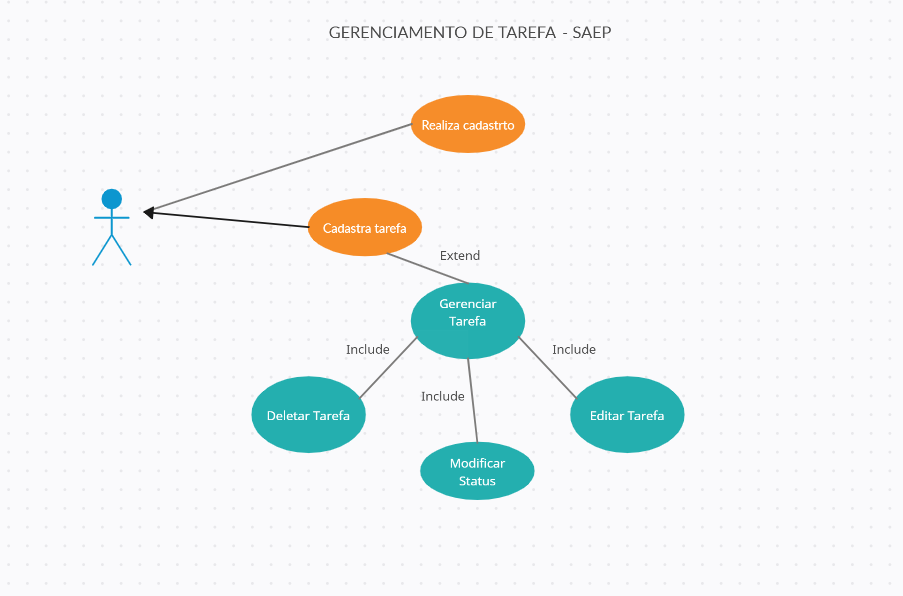 GERENCIAMENTO DE TAREFA - SAEP
Realiza cadastrto
Cadastra tarefa
Extend
Gerenciar
Tarefa
Include
Include
Include
Deletar Tarefa
Editar Tarefa
Modificar
Status